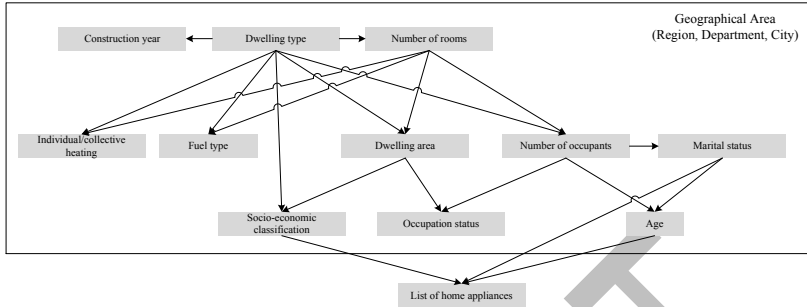 Geographical Area
(Region, Department, City)
Construction year
Dwelling type
Number of rooms
Individual/collective
heating
Fuel type
Dwelling area
Number of occupants
Marital status
Socio-economic
classification
Occupation status
Age
List of home appliances